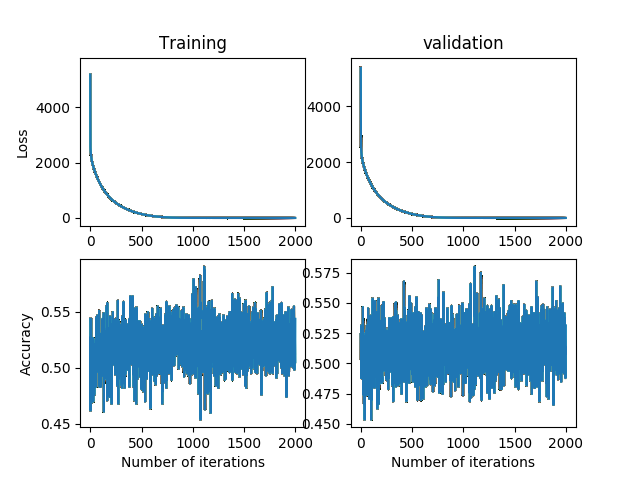 Training
validation
Loss
4000
2000
0
4000
2000
0
0 500 1000 1500 2000
0 500 1000 1500 2000
Accuracy
0.55
0.50
0.45
0.575
0.550
0.525
0.500
0.475
0.450
0 500 1000 1500 2000
0 500 1000 1500 2000
Number of iterations
Number of iterations